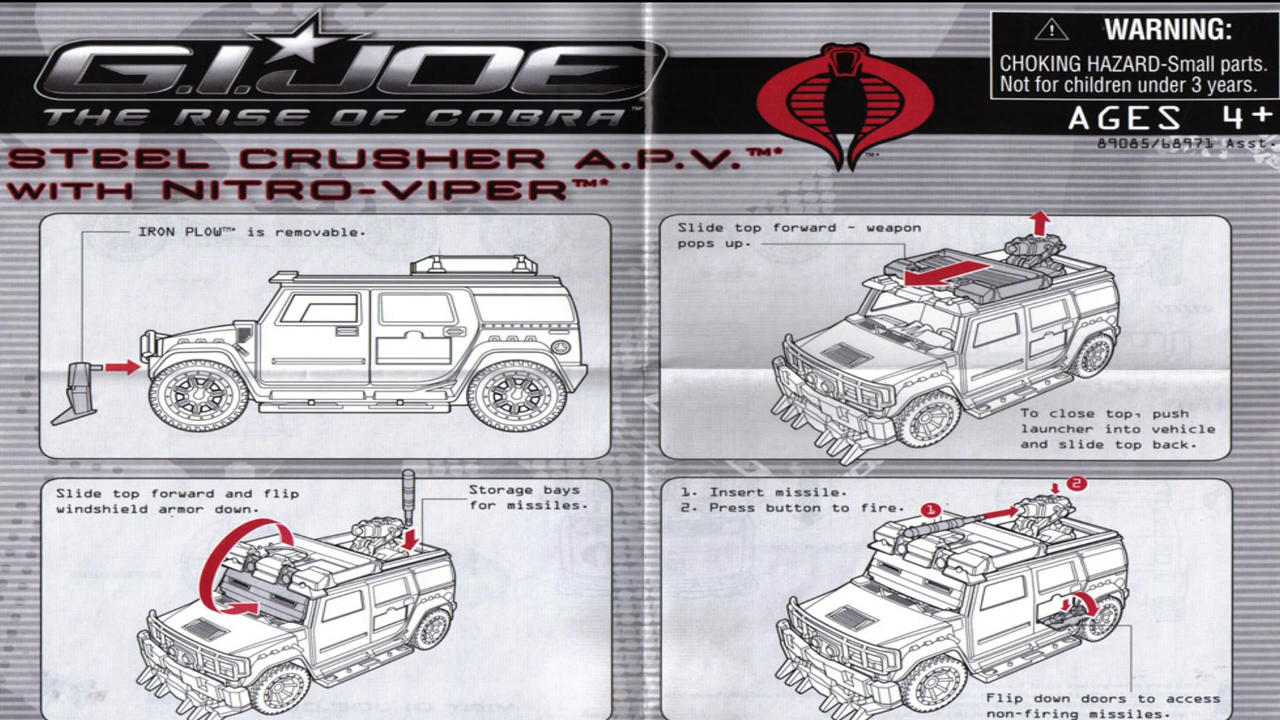 G.I. JOE
THE RISE OF COBRA™
WARNING:
CHOKING HAZARD-Small parts.
Not for children under 3 years.
AGES 4+
89085/68971 Asst.
STEEL CRUSHER A.P.V.™*
WITH NITRO-VIPER™*
IRON PLOW™* is removable.
Slide top forward - weapon
pops up.
To close top, push
launcher into vehicle
and slide top back.
Slide top forward and flip
windshield armor down.
Storage bays
for missiles.
1. Insert missile.
2. Press button to fire.
1
2
Flip down doors to access
non-firing missiles.